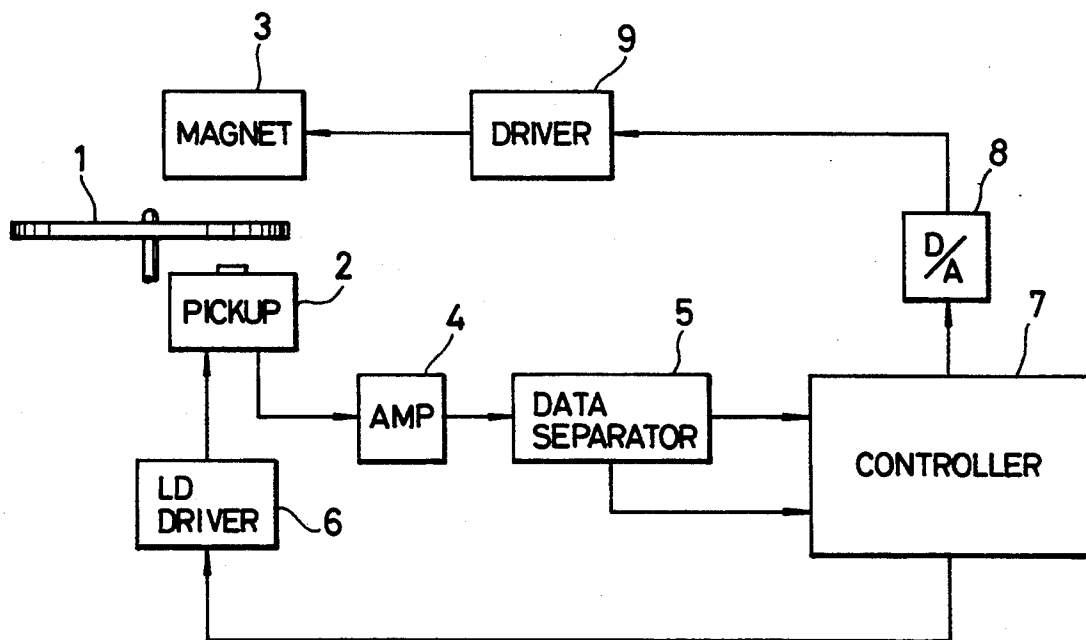 9
3
MAGNET
DRIVER
8
1
D/A
2
PICKUP
4
5
7
AMP
DATA
SEPARATOR
CONTROLLER
LD
DRIVER
6